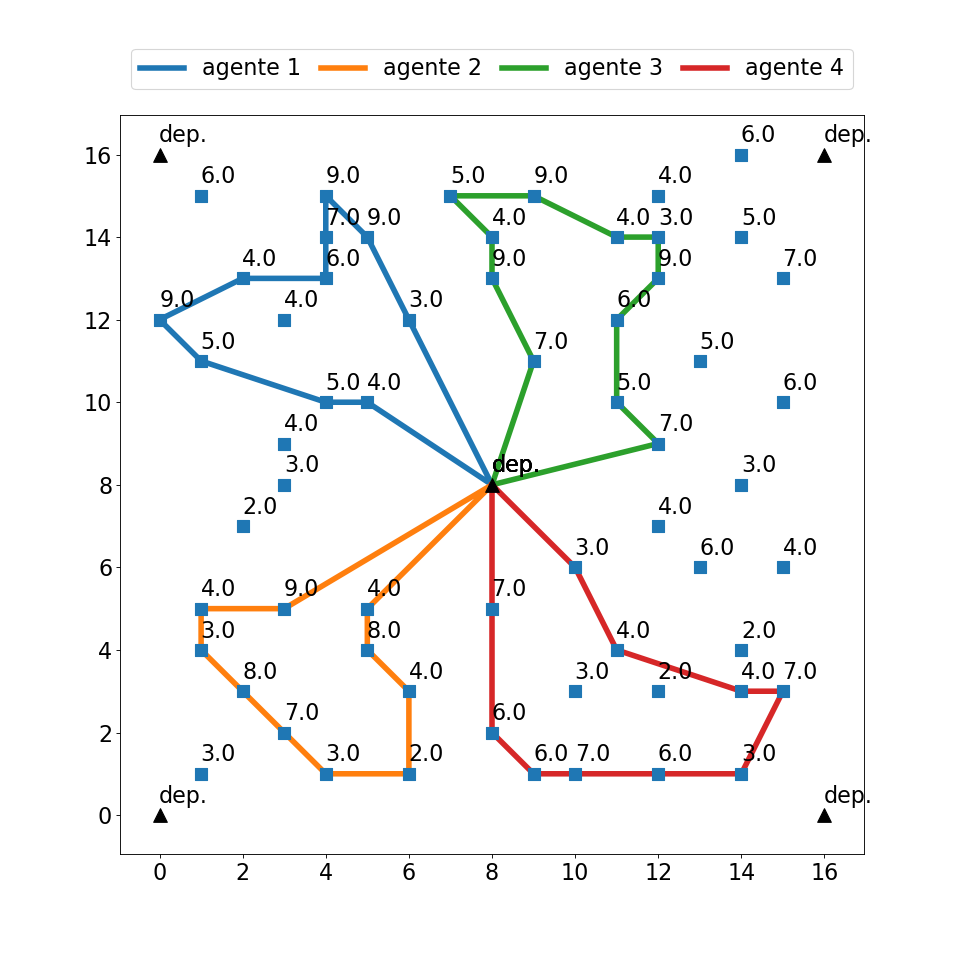 agente 1 agente 2 agente 3 agente 4
dep. 6.0 dep.
16
6.0 9.0 5.0 9.0 4.0
7.0 9.0 4.0 4.0 3.0 5.0
14
4.0 6.0 9.0 9.0 7.0
9.0 4.0 3.0 6.0
12
5.0 7.0 5.0
5.0 4.0 5.0 6.0
10
4.0 7.0
3.0 dep. 3.0
8
2.0 4.0
3.0 6.0 4.0
6
4.0 9.0 4.0 7.0
3.0 8.0 4.0 2.0
4
8.0 4.0 3.0 2.0 4.0 7.0
7.0 6.0
2
3.0 3.0 2.0 6.0 7.0 6.0 3.0
dep. dep.
0
0 2 4 6 8 10 12 14 16